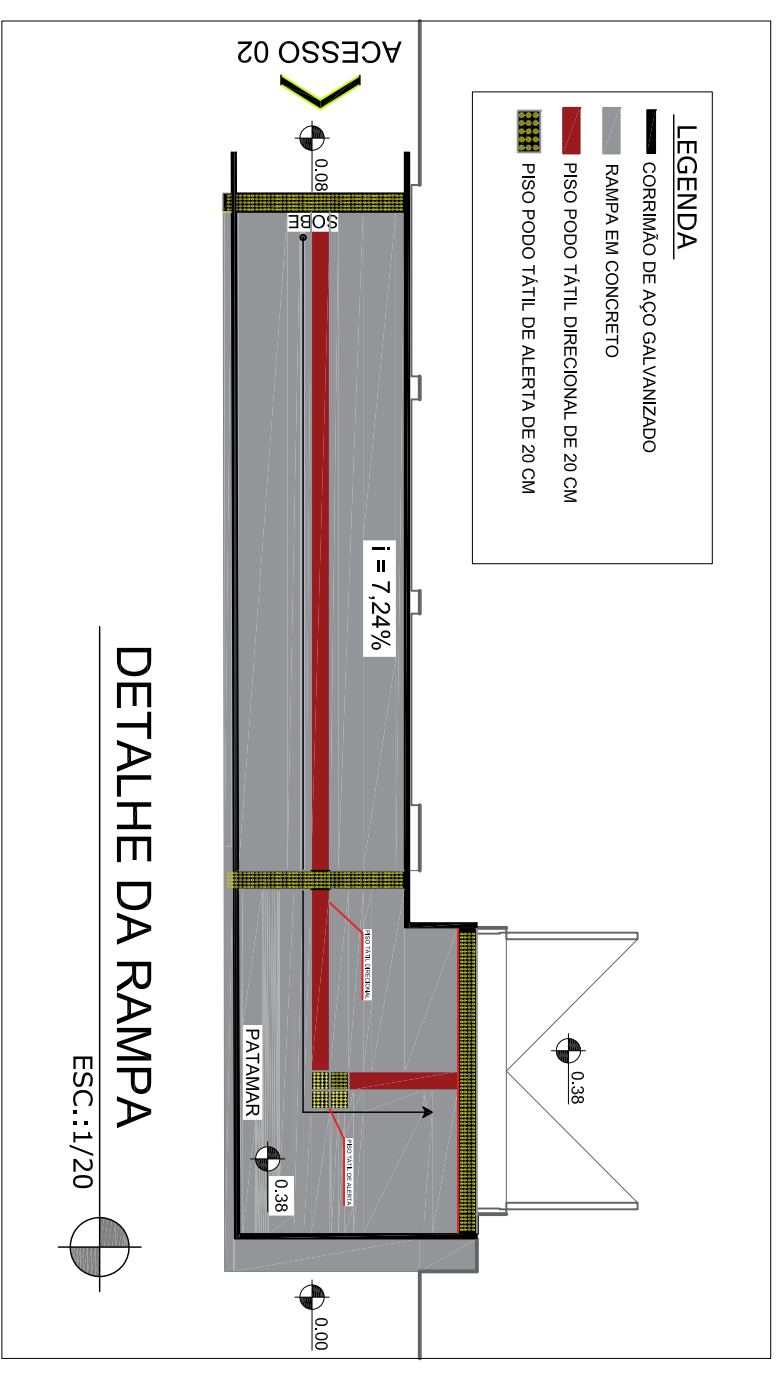 LEGENDA
CORRIMÃO DE AÇO GALVANIZADO
RAMPA EM CONCRETO
PISO PODO TÁTIL DIRECIONAL DE 20 CM
PISO PODO TÁTIL DE ALERTA DE 20 CM
ACESSO 02
0.08
SOBE
i = 7,24%
PISO TÁTIL DIRECIONAL
0.38
PATAMAR
PISO TÁTIL DE ALERTA
0.38
0.00
DETALHE DA RAMPA
ESC.:1/20